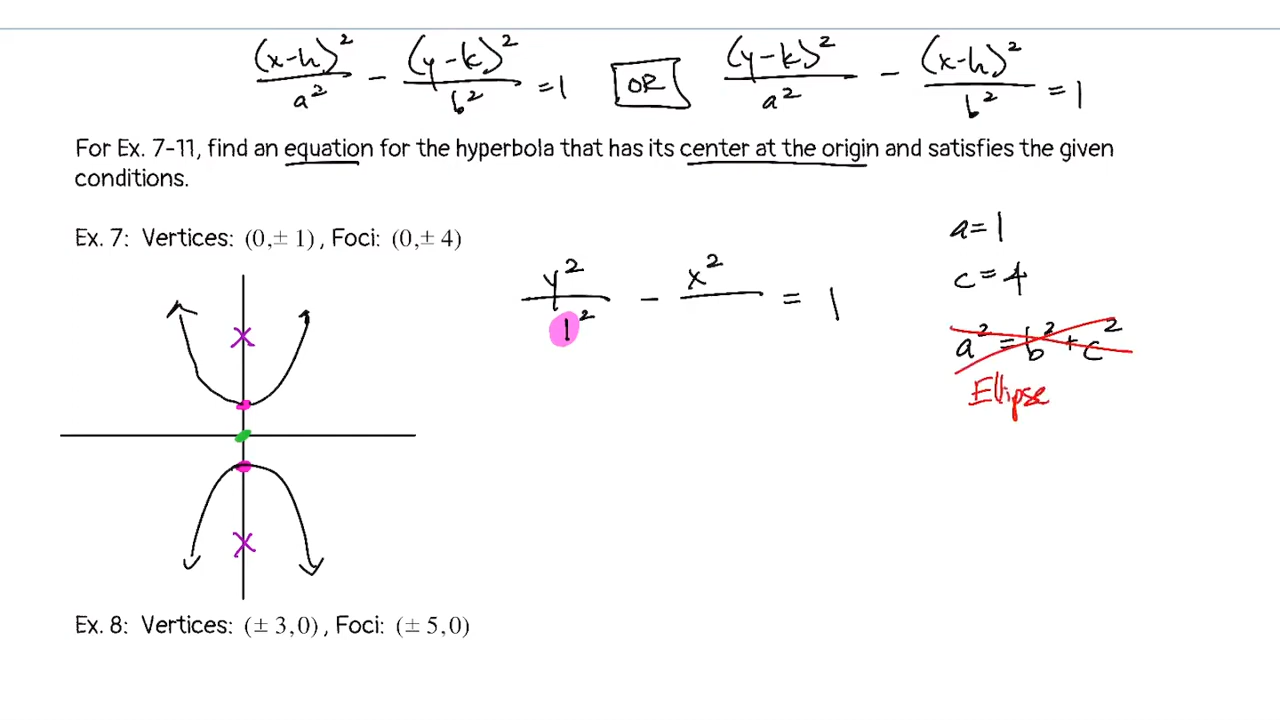 (x-h)²/a² - (y-k)²/b² = 1 OR (y-k)²/a² - (x-h)²/b² = 1
For Ex. 7-11, find an equation for the hyperbola that has its center at the origin and satisfies the given
conditions.
Ex. 7: Vertices: (0,± 1), Foci: (0,± 4)
y²/1² - x²/ = 1
a=1
c=4
a²=b²+c²
Ellipse
Ex. 8: Vertices: (± 3,0), Foci: (± 5,0)